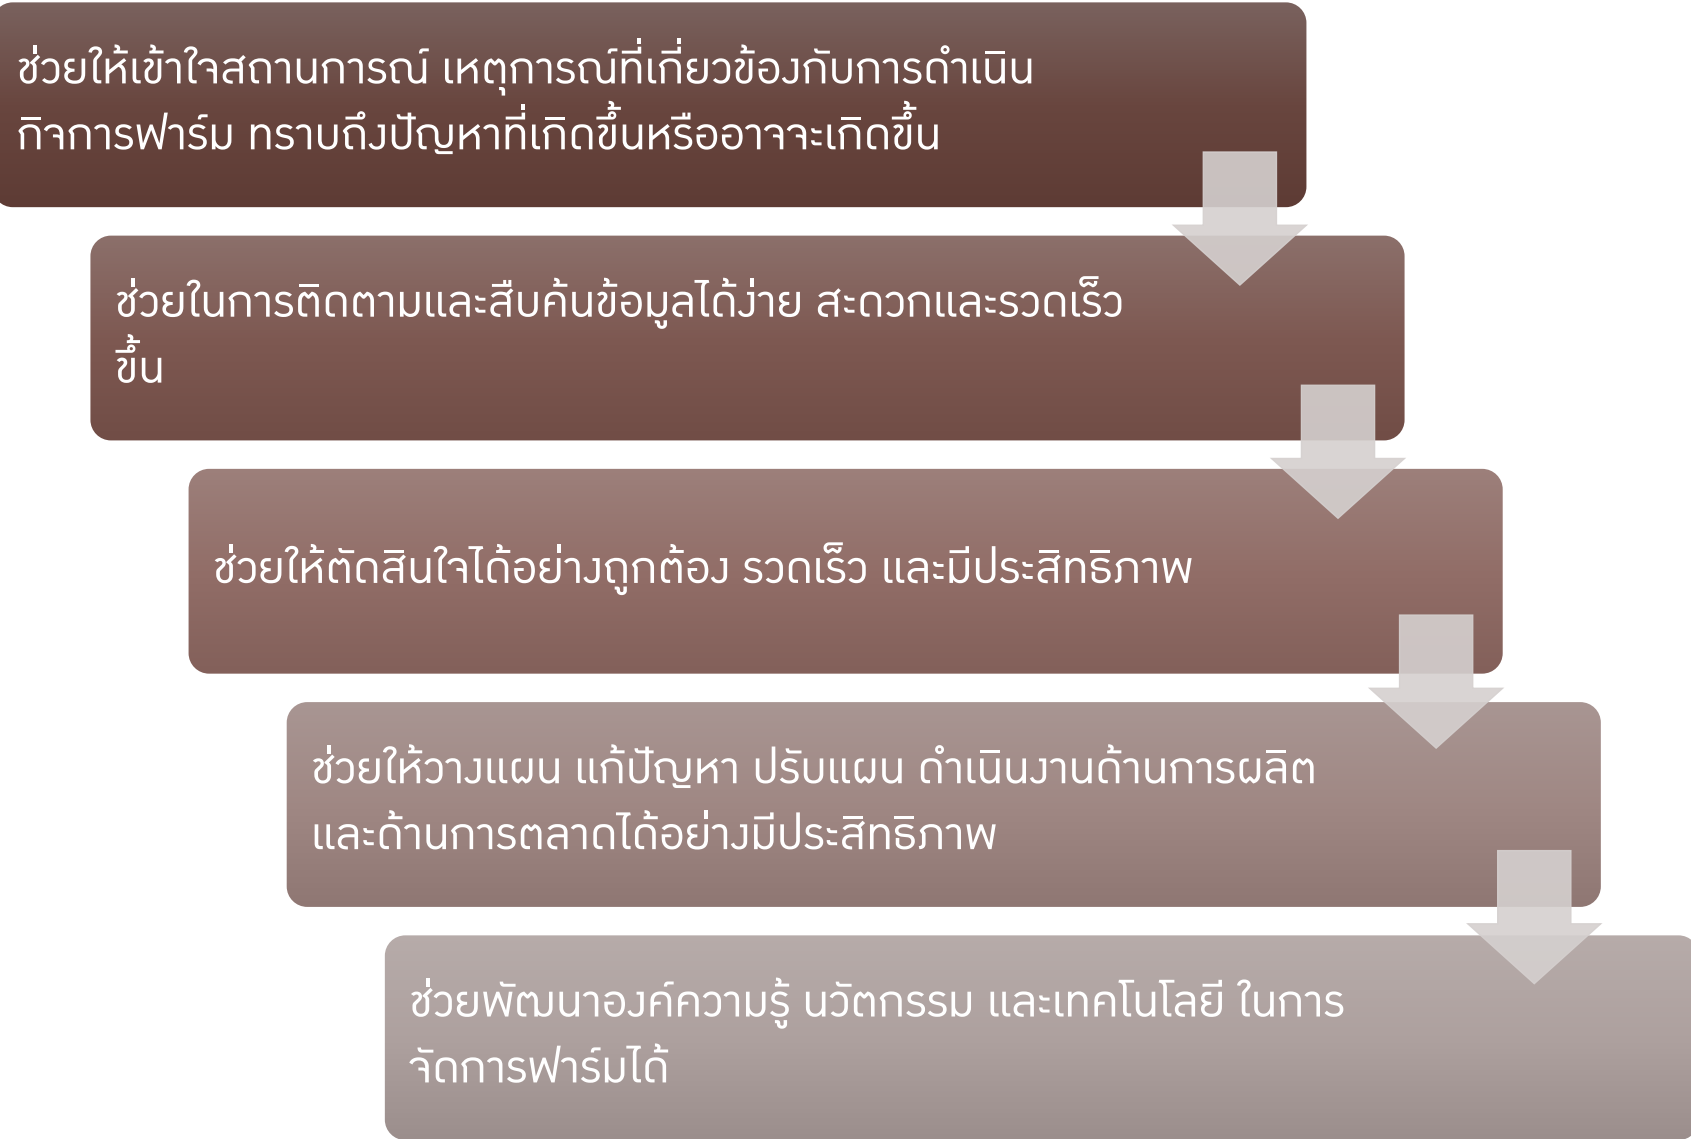 ช่วยให้เข้าใจสถานการณ์ เหตุการณ์ที่เกี่ยวข้องกับการดำเนิน
กิจการฟาร์ม ทราบถึงปัญหาที่เกิดขึ้นหรืออาจจะเกิดขึ้น
ช่วยในการติดตามและสืบค้นข้อมูลได้ง่าย สะดวกและรวดเร็ว
ขึ้น
ช่วยให้ตัดสินใจได้อย่างถูกต้อง รวดเร็ว และมีประสิทธิภาพ
ช่วยให้วางแผน แก้ปัญหา ปรับแผน ดำเนินงานด้านการผลิต
และด้านการตลาดได้อย่างมีประสิทธิภาพ
ช่วยพัฒนาองค์ความรู้ นวัตกรรม และเทคโนโลยี ในการ
จัดการฟาร์มได้